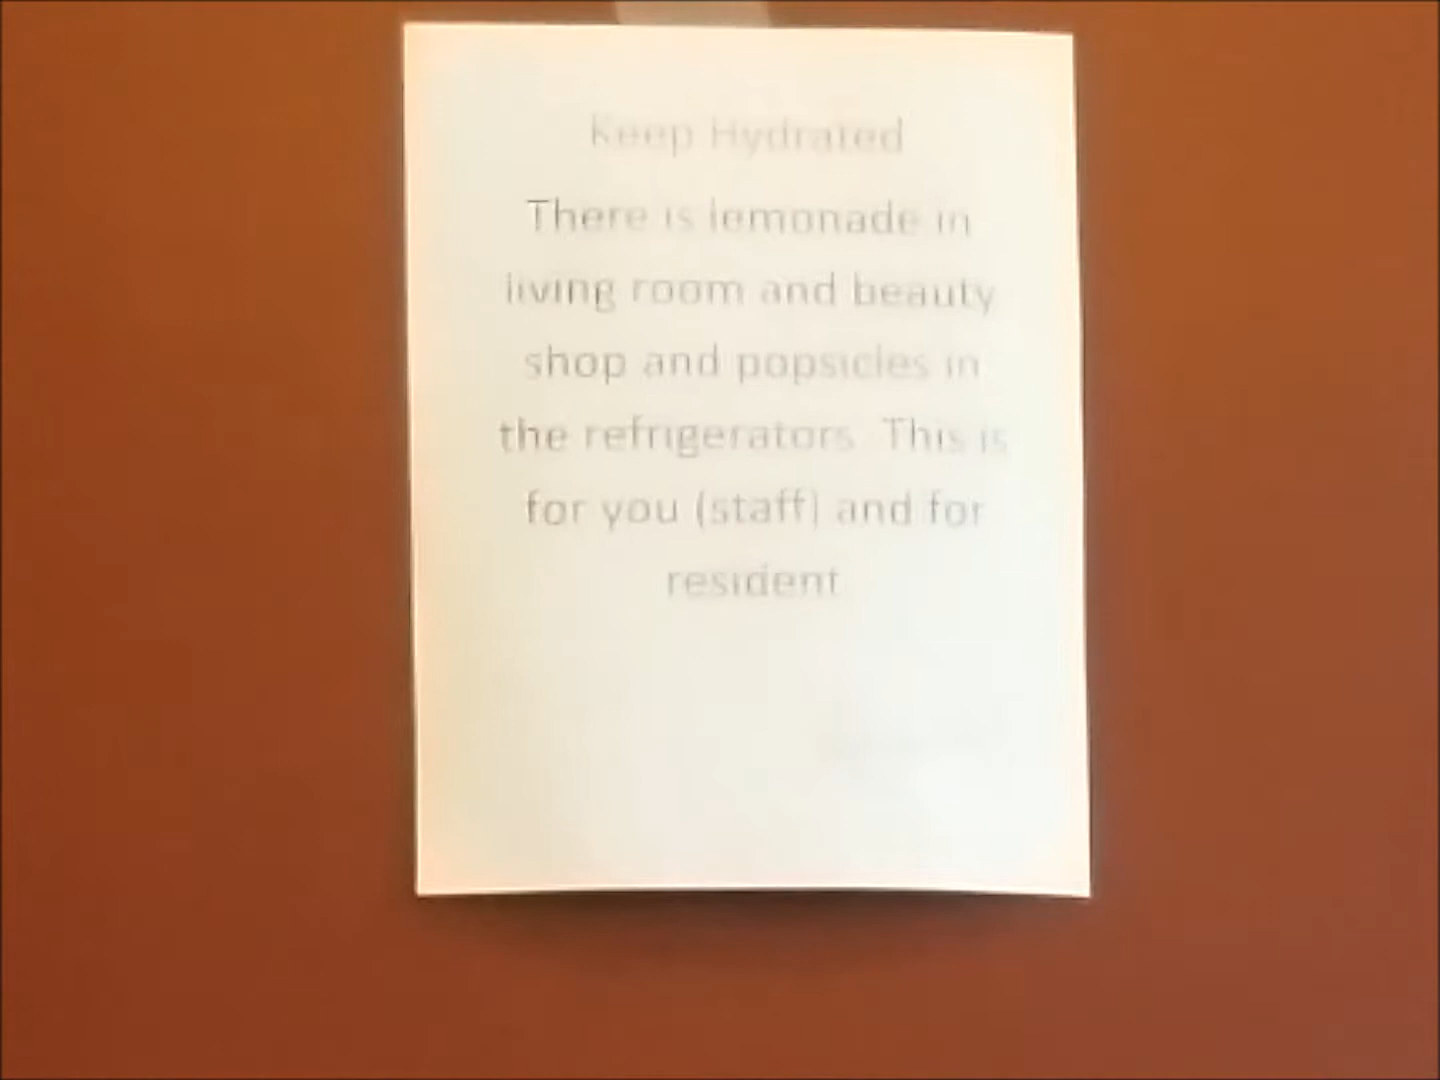 Keep Hydrated
There is lemonade in
living room and beauty
shop and popsicles in
the refrigerators. This is
for you (staff) and for
resident